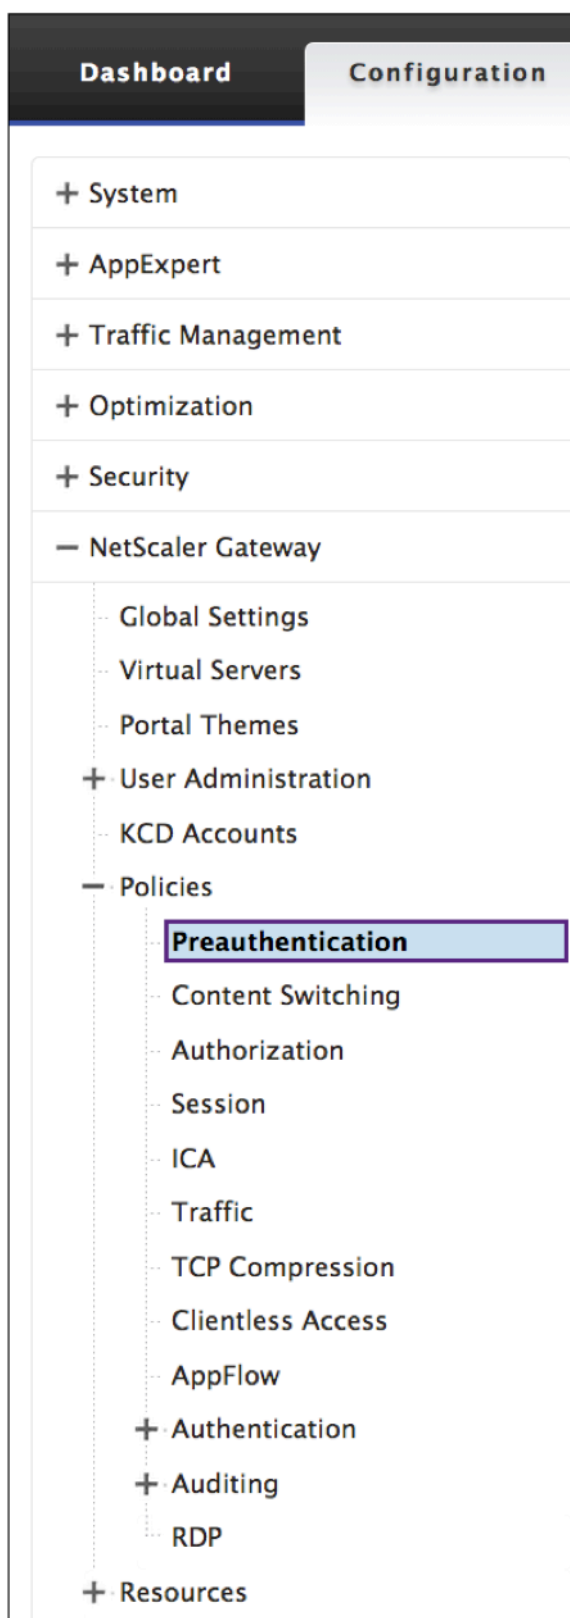 Dashboard Configuration
System
AppExpert
Traffic Management
Optimization
Security
NetScaler Gateway
Global Settings
Virtual Servers
Portal Themes
User Administration
KCD Accounts
Policies
Preauthentication
Content Switching
Authorization
Session
ICA
Traffic
TCP Compression
Clientless Access
AppFlow
Authentication
Auditing
RDP
Resources